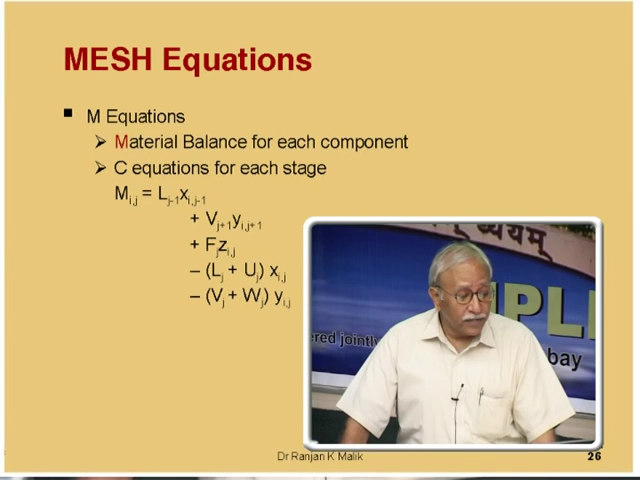 MESH Equations
M Equations
Material Balance for each component
C equations for each stage
Mi,j = Lj-1xi,j-1
+ Vj+1yi,j+1
+ Fjzi,j
– (Lj + Uj) xi,j
– (Vj + Wj) yi,j
ध्ययम्
ered jointly
bay
Dr Ranjan K Malik
26